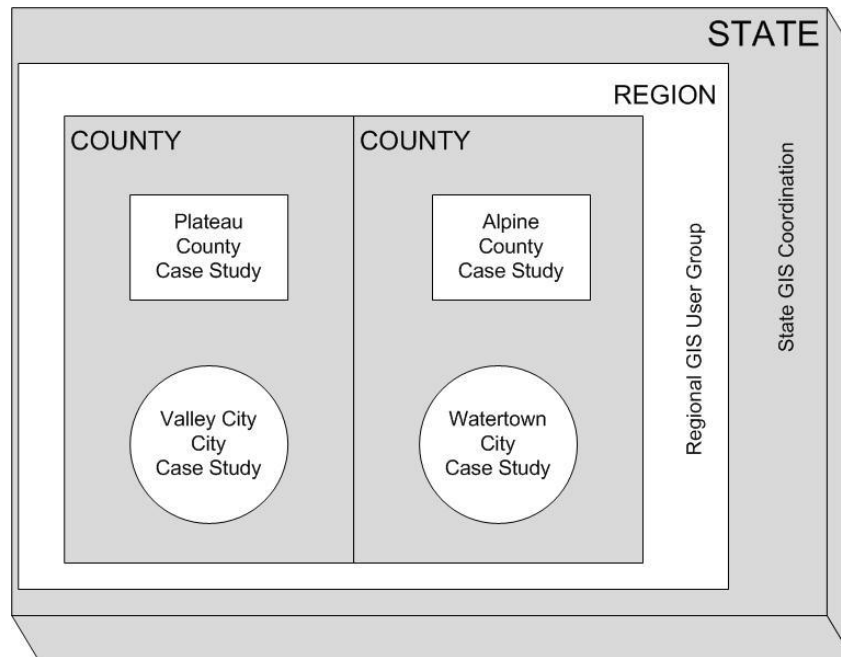 STATE
REGION
COUNTY
COUNTY
Plateau
County
Case Study
Alpine
County
Case Study
Valley City
City
Case Study
Watertown
City
Case Study
Regional GIS User Group
State GIS Coordination